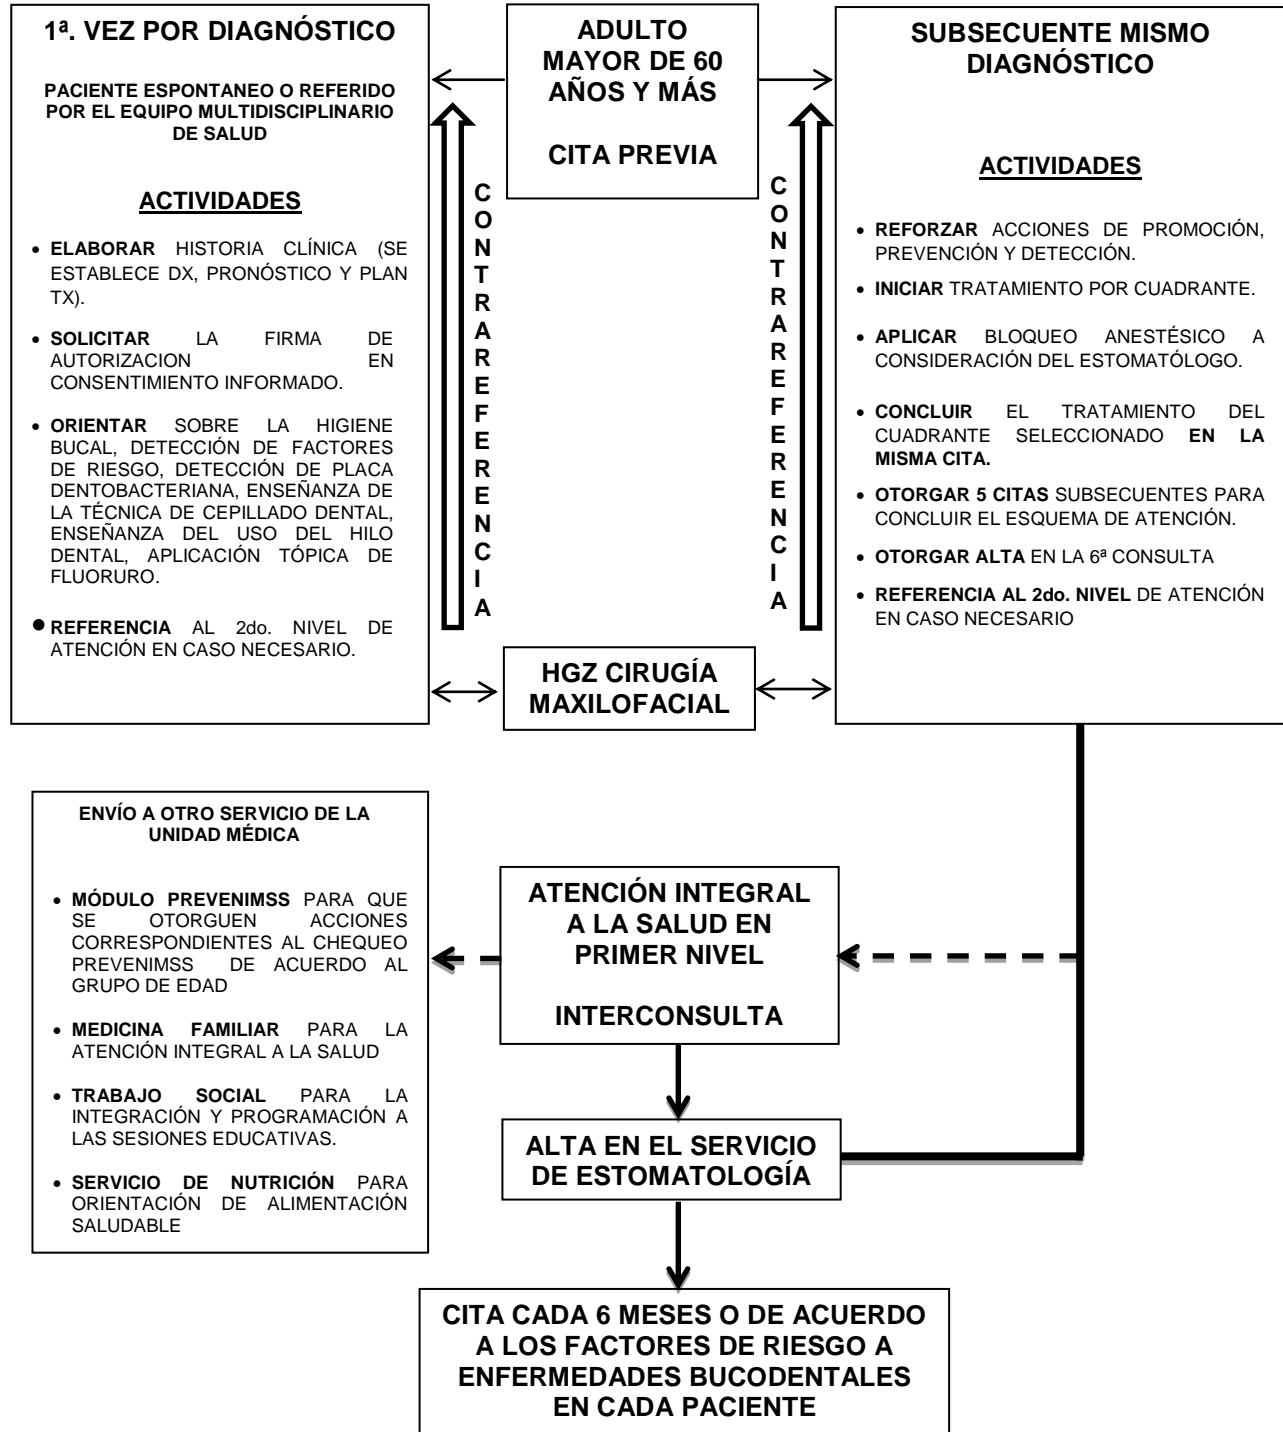 1ª. VEZ POR DIAGNÓSTICO
PACIENTE ESPONTANEO O REFERIDO
POR EL EQUIPO MULTIDISCIPLINARIO
DE SALUD
ACTIVIDADES
• ELABORAR HISTORIA CLÍNICA (SE
ESTABLECE DX, PRONÓSTICO Y PLAN
TX).
• SOLICITAR LA FIRMA DE
AUTORIZACION EN
CONSENTIMIENTO INFORMADO.
• ORIENTAR SOBRE LA HIGIENE
BUCAL, DETECCIÓN DE FACTORES
DE RIESGO, DETECCIÓN DE PLACA
DENTOBACTERIANA, ENSEÑANZA DE
LA TÉCNICA DE CEPILLADO DENTAL,
ENSEÑANZA DEL USO DEL HILO
DENTAL, APLICACIÓN TÓPICA DE
FLUORURO.
• REFERENCIA AL 2do. NIVEL DE
ATENCIÓN EN CASO NECESARIO.
CONTRAREFERENCIA
ADULTO
MAYOR DE 60
AÑOS Y MÁS
CITA PREVIA
CONTRAREFERENCIA
HGZ CIRUGÍA
MAXILOFACIAL
SUBSECUENTE MISMO
DIAGNÓSTICO
ACTIVIDADES
• REFORZAR ACCIONES DE PROMOCIÓN,
PREVENCIÓN Y DETECCIÓN.
• INICIAR TRATAMIENTO POR CUADRANTE.
• APLICAR BLOQUEO ANESTÉSICO A
CONSIDERACIÓN DEL ESTOMATÓLOGO.
• CONCLUIR EL TRATAMIENTO DEL
CUADRANTE SELECCIONADO EN LA
MISMA CITA.
• OTORGAR 5 CITAS SUBSECUENTES PARA
CONCLUIR EL ESQUEMA DE ATENCIÓN.
• OTORGAR ALTA EN LA 6ª CONSULTA
• REFERENCIA AL 2do. NIVEL DE ATENCIÓN
EN CASO NECESARIO
ENVÍO A OTRO SERVICIO DE LA
UNIDAD MÉDICA
• MÓDULO PREVENIMSS PARA QUE
SE OTORGUEN ACCIONES
CORRESPONDIENTES AL CHEQUEO
PREVENIMSS DE ACUERDO AL
GRUPO DE EDAD
• MEDICINA FAMILIAR PARA LA
ATENCIÓN INTEGRAL A LA SALUD
• TRABAJO SOCIAL PARA LA
INTEGRACIÓN Y PROGRAMACIÓN A
LAS SESIONES EDUCATIVAS.
• SERVICIO DE NUTRICIÓN PARA
ORIENTACIÓN DE ALIMENTACIÓN
SALUDABLE
ATENCIÓN INTEGRAL
A LA SALUD EN
PRIMER NIVEL
INTERCONSULTA
ALTA EN EL SERVICIO
DE ESTOMATOLOGÍA
CITA CADA 6 MESES O DE ACUERDO
A LOS FACTORES DE RIESGO A
ENFERMEDADES BUCODENTALES
EN CADA PACIENTE